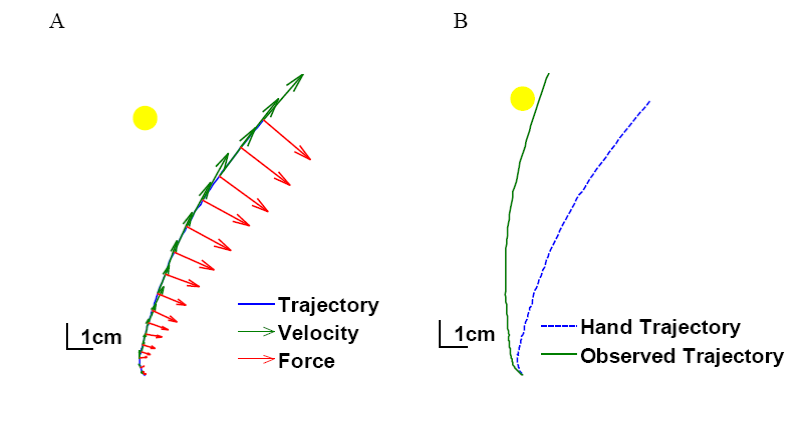 A
B
Trajectory
Velocity
Force
1cm
Hand Trajectory
Observed Trajectory
1cm